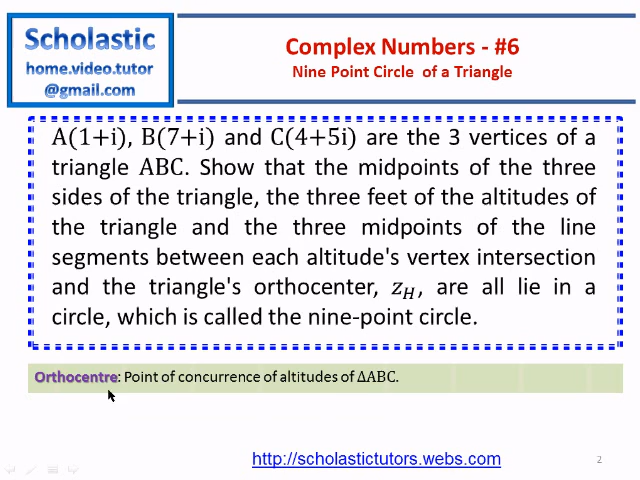 Scholastic
home.video.tutor
@gmail.com
Complex Numbers - #6
Nine Point Circle of a Triangle
A(1+i), B(7+i) and C(4+5i) are the 3 vertices of a
triangle ABC. Show that the midpoints of the three
sides of the triangle, the three feet of the altitudes of
the triangle and the three midpoints of the line
segments between each altitude's vertex intersection
and the triangle's orthocenter, z_H, are all lie in a
circle, which is called the nine-point circle.
Orthocentre: Point of concurrence of altitudes of ΔABC.
http://scholastictutors.webs.com
2